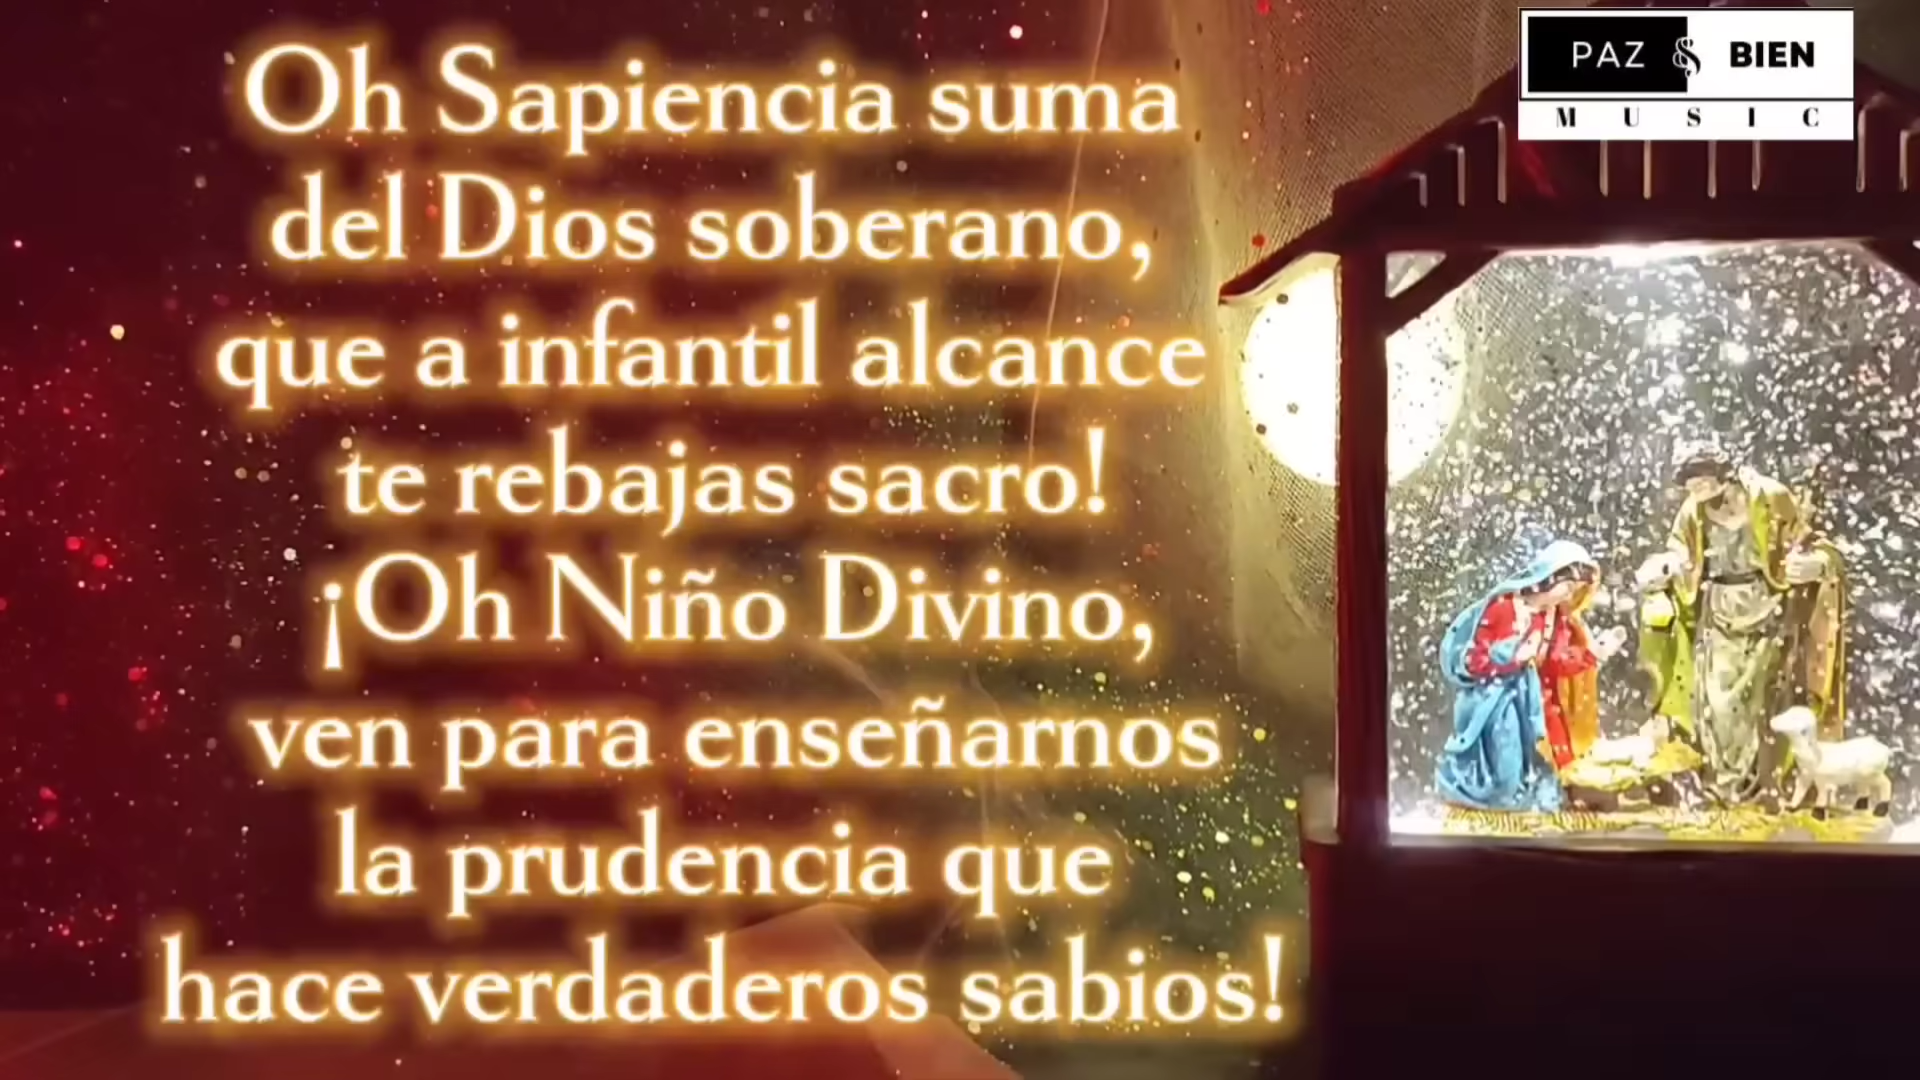 Oh Sapiencia suma
del Dios soberano,
que a infantil alcance
te rebajas sacro!
¡Oh Niño Divino,
ven para enseñarnos
la prudencia que
hace verdaderos sabios!
PAZ & BIEN
MUSIC